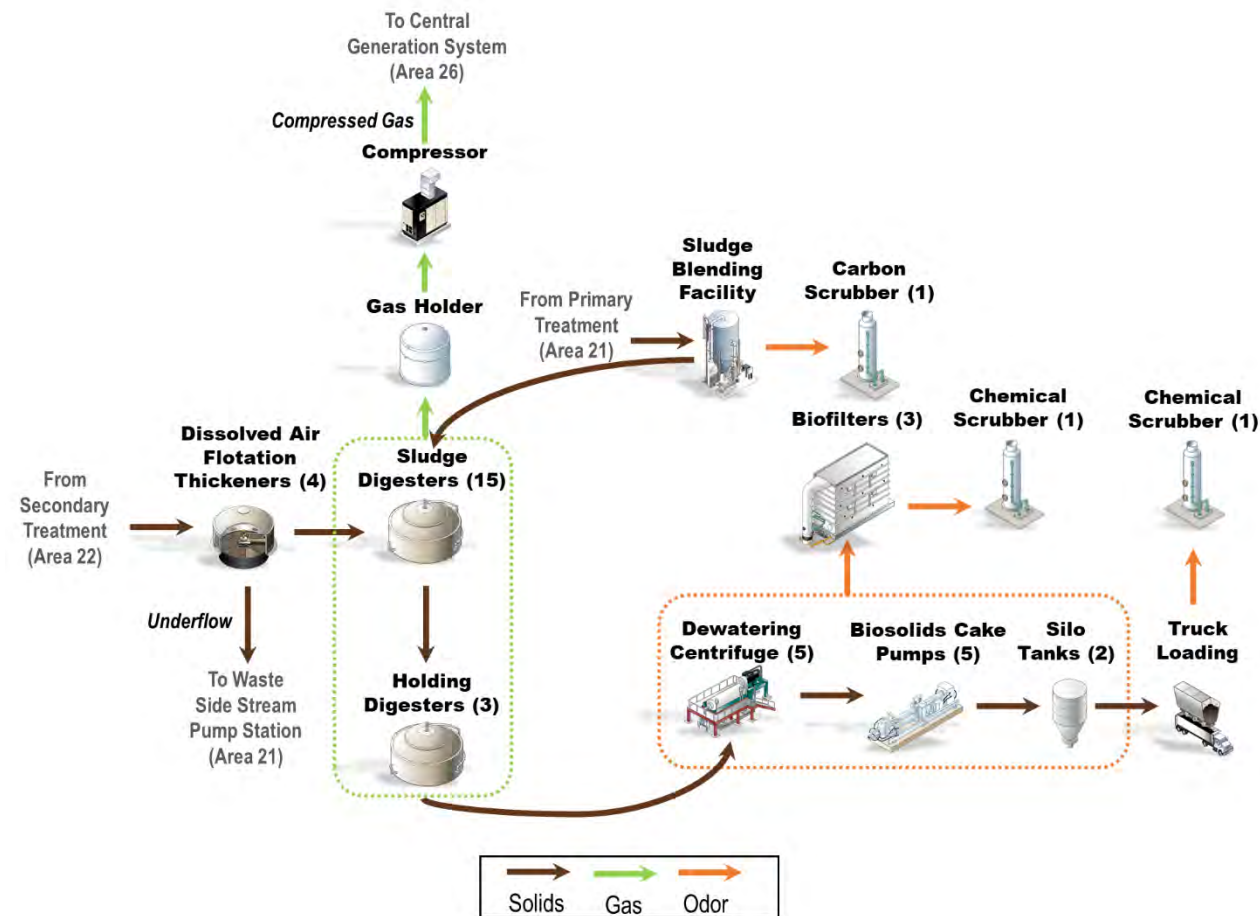 To Central
Generation System
(Area 26)
Compressed Gas
Compressor
Gas Holder
Sludge
Blending
Facility
Carbon
Scrubber (1)
From Primary
Treatment
(Area 21)
Biofilters (3)
Chemical
Scrubber (1)
Chemical
Scrubber (1)
Dissolved Air
Flotation
Thickeners (4)
Sludge
Digesters (15)
From
Secondary
Treatment
(Area 22)
Underflow
To Waste
Side Stream
Pump Station
(Area 21)
Holding
Digesters (3)
Dewatering
Centrifuge (5)
Biosolids Cake
Pumps (5)
Silo
Tanks (2)
Truck
Loading
Solids
Gas
Odor